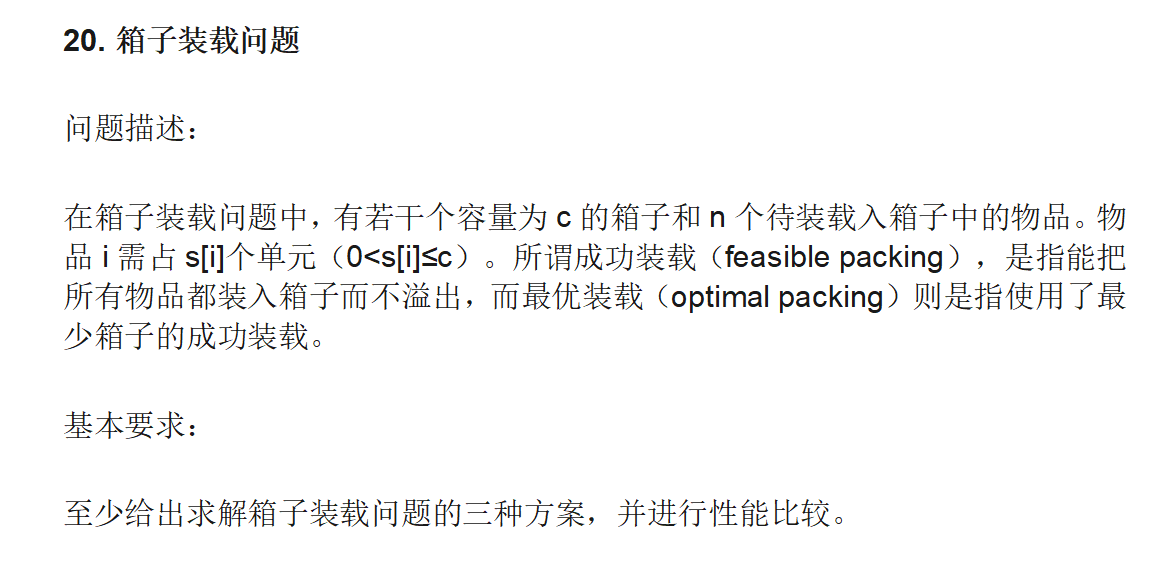 20. 箱子装载问题
问题描述：
在箱子装载问题中，有若干个容量为 c 的箱子和 n 个待装载入箱子中的物品。物
品 i 需占 s[i]个单元（0<s[i]≤c）。所谓成功装载（feasible packing），是指能把
所有物品都装入箱子而不溢出，而最优装载（optimal packing）则是指使用了最
少箱子的成功装载。
基本要求：
至少给出求解箱子装载问题的三种方案，并进行性能比较。